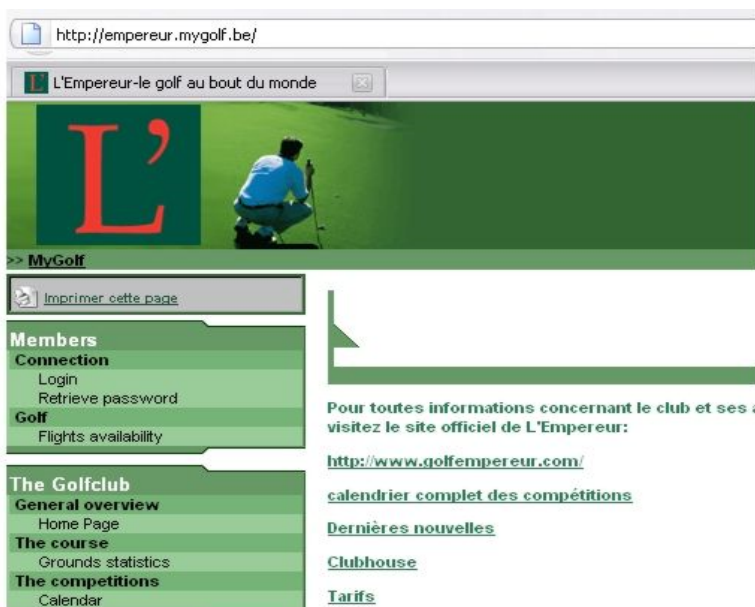 http://empereur.mygolf.be/
L'Empereur-le golf au bout du monde
L'
>> MyGolf
Imprimer cette page
Members
Connection
Login
Retrieve password
Golf
Flights availability
The Golfclub
General overview
Home Page
The course
Grounds statistics
The competitions
Calendar
Pour toutes informations concernant le club et ses
visitez le site officiel de L'Empereur:
http://www.golfempereur.com/
calendrier complet des compétitions
Dernières nouvelles
Clubhouse
Tarifs